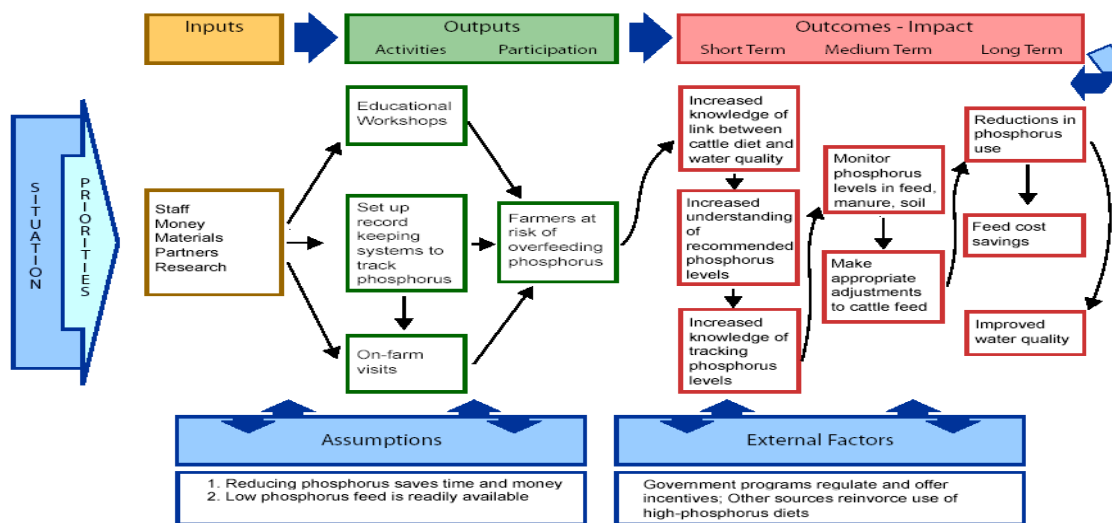 Inputs
Outputs
Activities
Participation
Outcomes - Impact
Short Term
Medium Term
Long Term
SITUATION
PRIORITIES
Staff
Money
Materials
Partners
Research
Educational
Workshops
Set up
record
keeping
systems to
track
phosphorus
On-farm
visits
Farmers at
risk of
overfeeding
phosphorus
Increased
knowledge of
link between
cattle diet and
water quality
Increased
understanding
of
recommended
phosphorus levels
Increased
knowledge of
tracking
phosphorus
levels
Monitor
phosphorus
levels in feed,
manure, soil
Make
appropriate
adjustments
to cattle feed
Reductions in
phosphorus
use
Feed cost
savings
Improved
water quality
Assumptions
1. Reducing phosphorus saves time and money
2. Low phosphorus feed is readily available
External Factors
Government programs regulate and offer
incentives; Other sources reinvorce use of
high-phosphorus diets